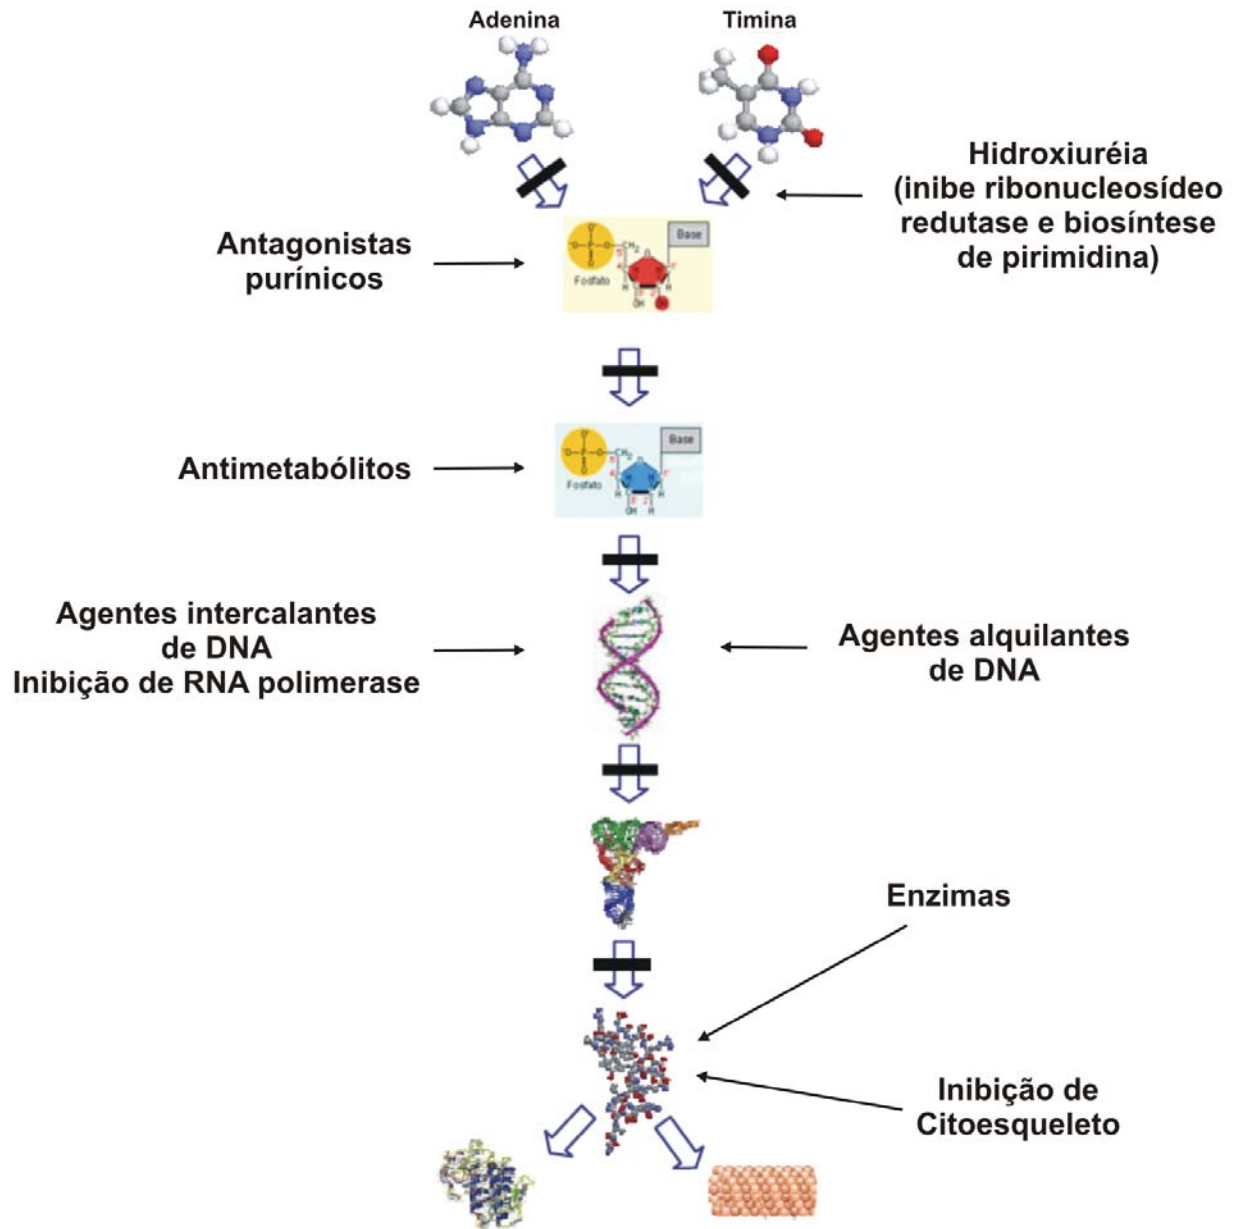 Adenina
Timina
Hidroxiuréia
(inibe ribonucleosídeo
redutase e biosíntese
de pirimidina)
Antagonistas
purínicos
Base
Fosfato
Antimetabólitos
Base
Fosfato
Agentes intercalantes
de DNA
Inibição de RNA polimerase
Agentes alquilantes
de DNA
Enzimas
Inibição de
Citoesqueleto